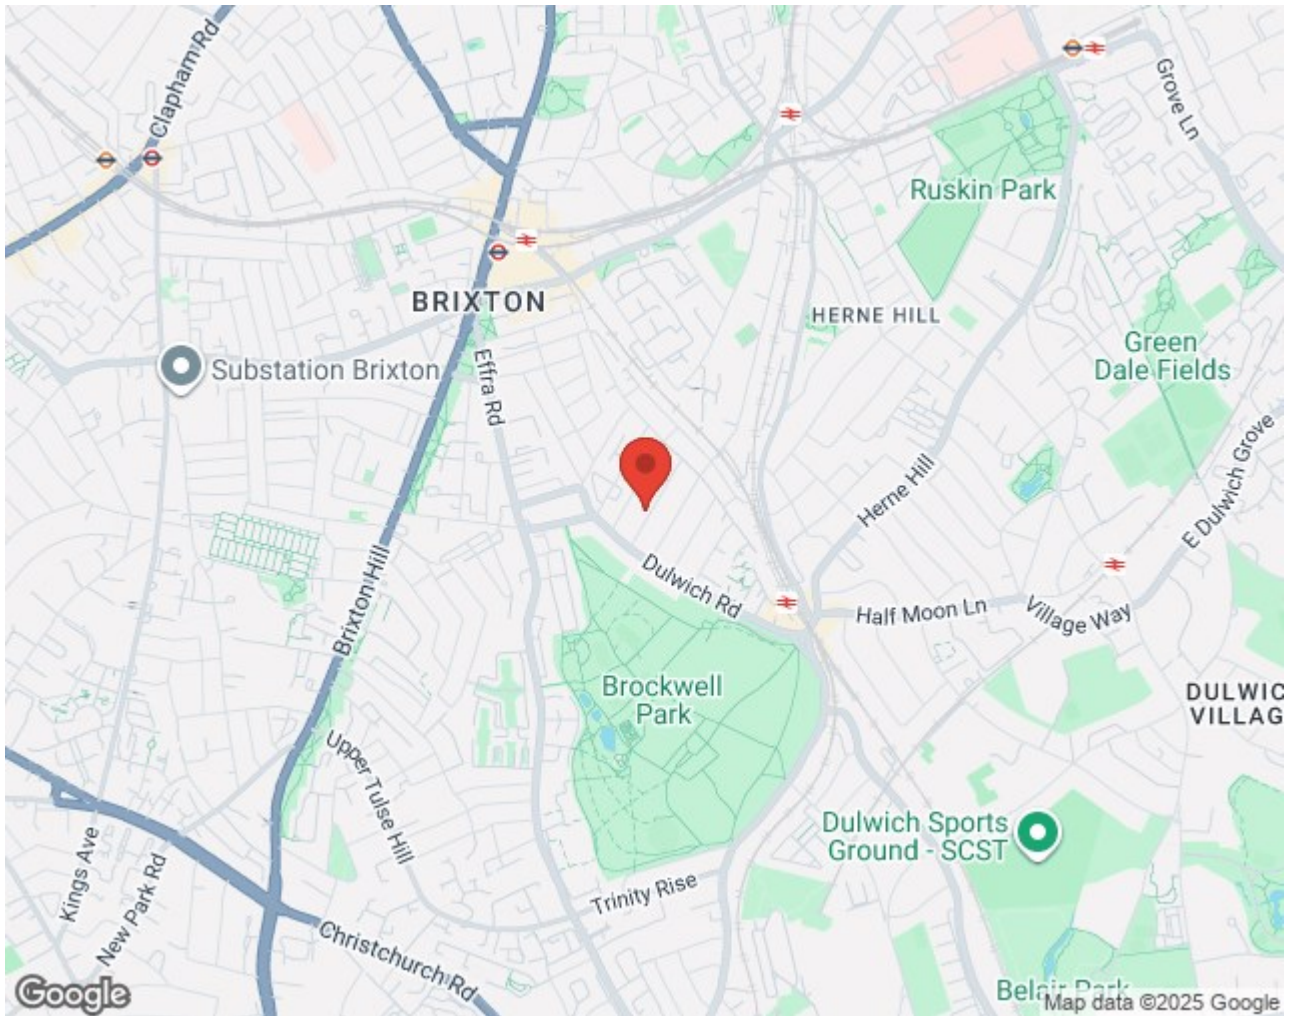 Clapham Rd
Grove Ln
Ruskin Park
BRIXTON
HERNE HILL
Green
Dale Fields
Substation Brixton
Effra Rd
E Dulwich Grove
Herne Hill
Brixton Hill
Dulwich Rd
Half Moon Ln
Village Way
Brockwell
Park
DULWIC
VILLAG
Upper Tulse Hill
Dulwich Sports
Ground - SCST
Kings Ave
New Park Rd
Trinity Rise
Christchurch Rd
Belair Park
Google
Map data ©2025 Google